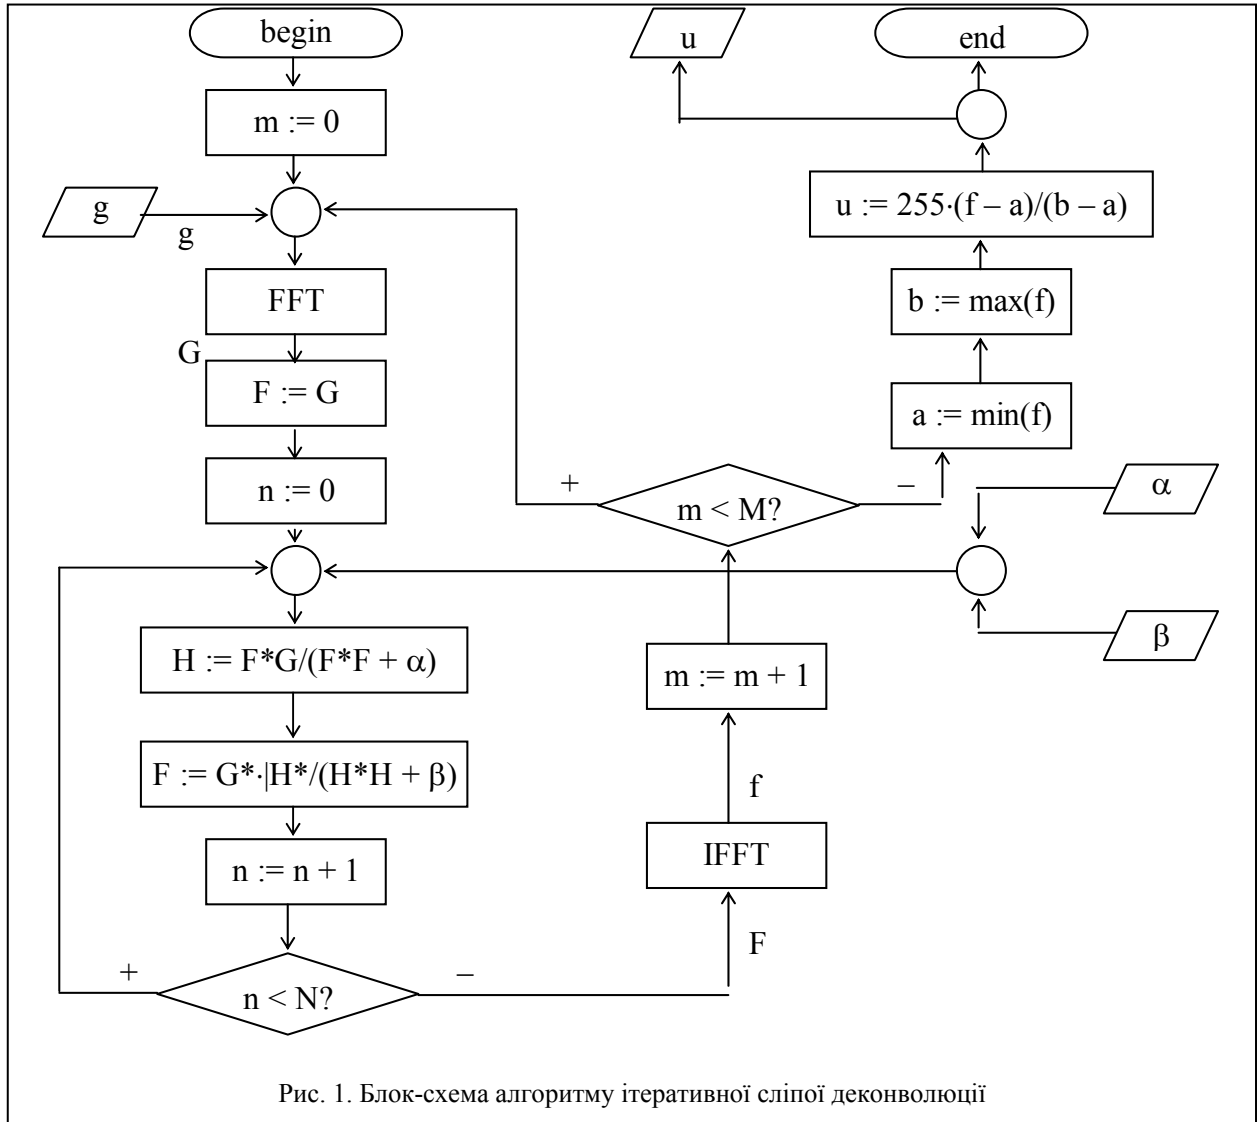 begin
m := 0
g
g
FFT
G
F := G
n := 0
H := F*G/(F*F + α)
F := G*·|H*/(H*H + β)
n := n + 1
+
n < N?
–
F
IFFT
f
m := m + 1
+
m < M?
–
α
β
a := min(f)
b := max(f)
u := 255·(f – a)/(b – a)
u
end
Рис. 1. Блок-схема алгоритму ітеративної сліпої деконволюції